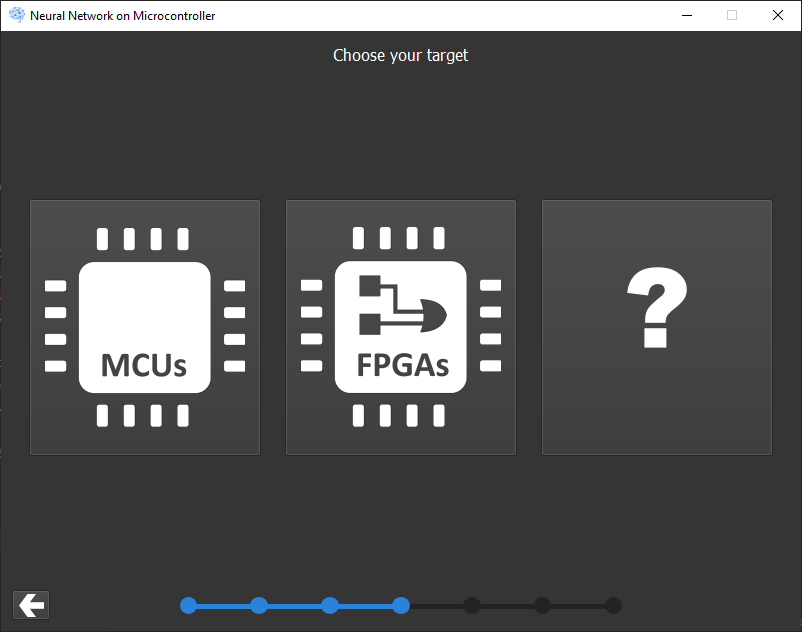 Neural Network on Microcontroller
Choose your target
MCUs
FPGAs
?